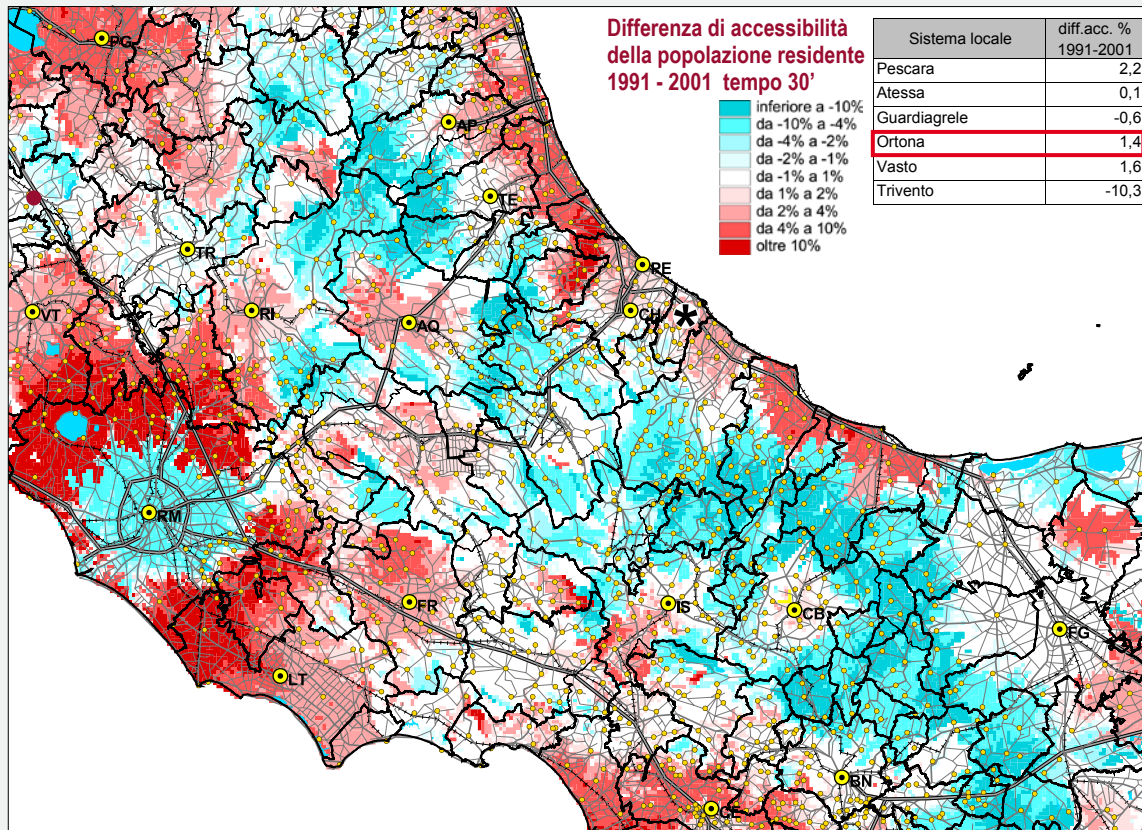 Differenza di accessibilità
della popolazione residente
1991 - 2001 tempo 30'
inferiore a -10%
da -10% a -4%
da -4% a -2%
da -2% a -1%
da -1% a 1%
da 1% a 2%
da 2% a 4%
da 4% a 10%
oltre 10%
Sistema locale diff.acc. % 1991-2001
Pescara 2,2
Atessa 0,1
Guardiagrele -0,6
Ortona 1,4
Vasto 1,6
Trivento -10,3
PG
AP
TE
TR
PE
VT
RI
AQ
CH
*
RM
FR
IS
CB
FG
LT
BN
CE